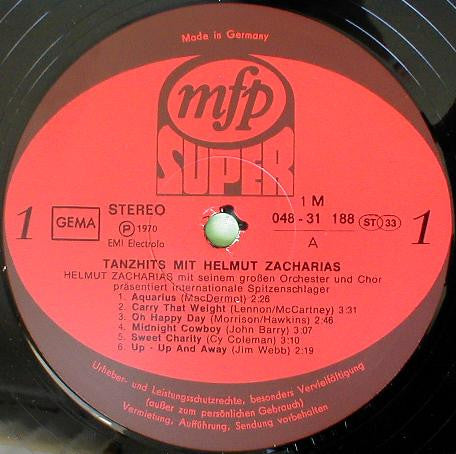 Made in Germany
mfp
SUPER
1
GEMA
STEREO
P 1970
EMI Electrola
1 M
048-31 188
ST 33
A
1
TANZHITS MIT HELMUT ZACHARIAS
HELMUT ZACHARIAS mit seinem großen Orchester und Chor
präsentiert internationale Spitzenschlager
1. Aquarius (MacDermot) 2:26
2. Carry That Weight (Lennon/McCartney) 3:31
3. Oh Happy Day (Morrison/Hawkins) 2:46
4. Midnight Cowboy (John Barry) 3:07
5. Sweet Charity (Cy Coleman) 3:10
6. Up - Up And Away (Jim Webb) 2:19
Urheber- und Leistungsschutzrechte, besonders Vervielfältigung
(außer zum persönlichen Gebrauch)
Vermietung, Aufführung, Sendung vorbehalten